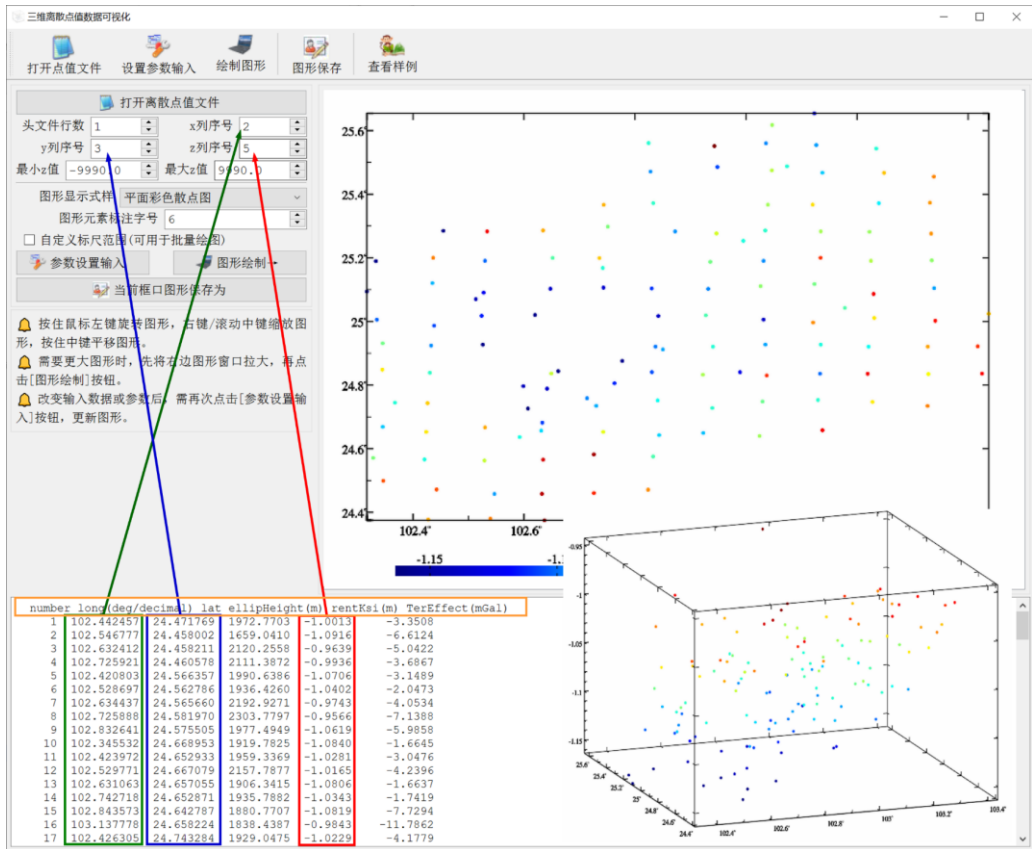 三维离散点值数据可视化
打开点值文件 设置参数输入 绘制图形 图形保存 查看样例
打开离散点值文件
头文件行数 1 x列序号 2
y列序号 3 z列序号 5
最小z值 -9990.0 最大z值 9990.0
图形显示式样 平面彩色散点图
图形元素标注字号 6
自定义标尺范围(可用于批量绘图)
参数设置输入 图形绘制→
当前框口图形保存为
按住鼠标左键旋转图形，右键/滚动中键缩放图
形，按住中键平移图形。
需要更大图形时，先将右边图形窗口拉大，再点
击[图形绘制]按钮。
改变输入数据或参数后，需再次点击[参数设置输
入]按钮，更新图形。
25.6°
25.4°
25.2°
25°
24.8°
24.6°
24.4°
102.4° 102.6°
-1.15
number long(deg/decimal) lat ellipHeight(m) rentKsi(m) TerEffect(mGal)
1 102.442457 24.471769 1972.7703 -1.0013 -3.3508
2 102.546777 24.458002 1659.0410 -1.0916 -6.6124
3 102.632412 24.458211 2120.2558 -0.9639 -5.0422
4 102.725921 24.460578 2111.3872 -0.9936 -3.6867
5 102.420803 24.566357 1990.6386 -1.0706 -3.1489
6 102.528697 24.562786 1936.4260 -1.0402 -2.0473
7 102.634437 24.565660 2192.9271 -0.9743 -4.0534
8 102.725888 24.581970 2303.7797 -0.9566 -7.1388
9 102.832641 24.575505 1977.4949 -1.0619 -5.9858
10 102.345532 24.668953 1919.7825 -1.0840 -1.6645
11 102.423972 24.652933 1959.3369 -1.0281 -3.0476
12 102.529771 24.667079 2157.7877 -1.0165 -4.2396
13 102.631063 24.657055 1906.3415 -1.0806 -1.6637
14 102.742718 24.652871 1935.7882 -1.0343 -1.7419
15 102.843573 24.642787 1880.7707 -1.0819 -7.7294
16 103.137778 24.658224 1838.4387 -0.9843 -11.7862
17 102.426305 24.743284 1929.0475 -1.0229 -4.1779
-0.95
-1
-1.05
-1.1
-1.15
25.6°
25.4°
25.2°
25°
24.8°
24.6°
24.4°
102.4° 102.6° 102.8° 103° 103.2° 103.4°